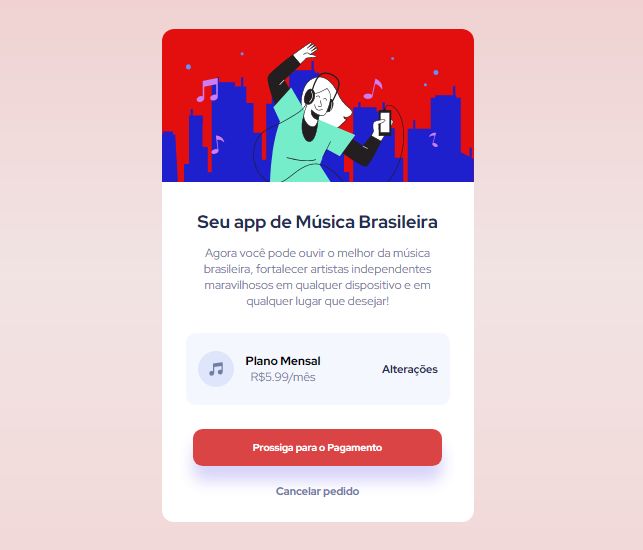 Seu app de Música Brasileira
Agora você pode ouvir o melhor da música
brasileira, fortalecer artistas independentes
maravilhosos em qualquer dispositivo e em
qualquer lugar que desejar!
Plano Mensal
R$5.99/mês
Alterações
Prossiga para o Pagamento
Cancelar pedido